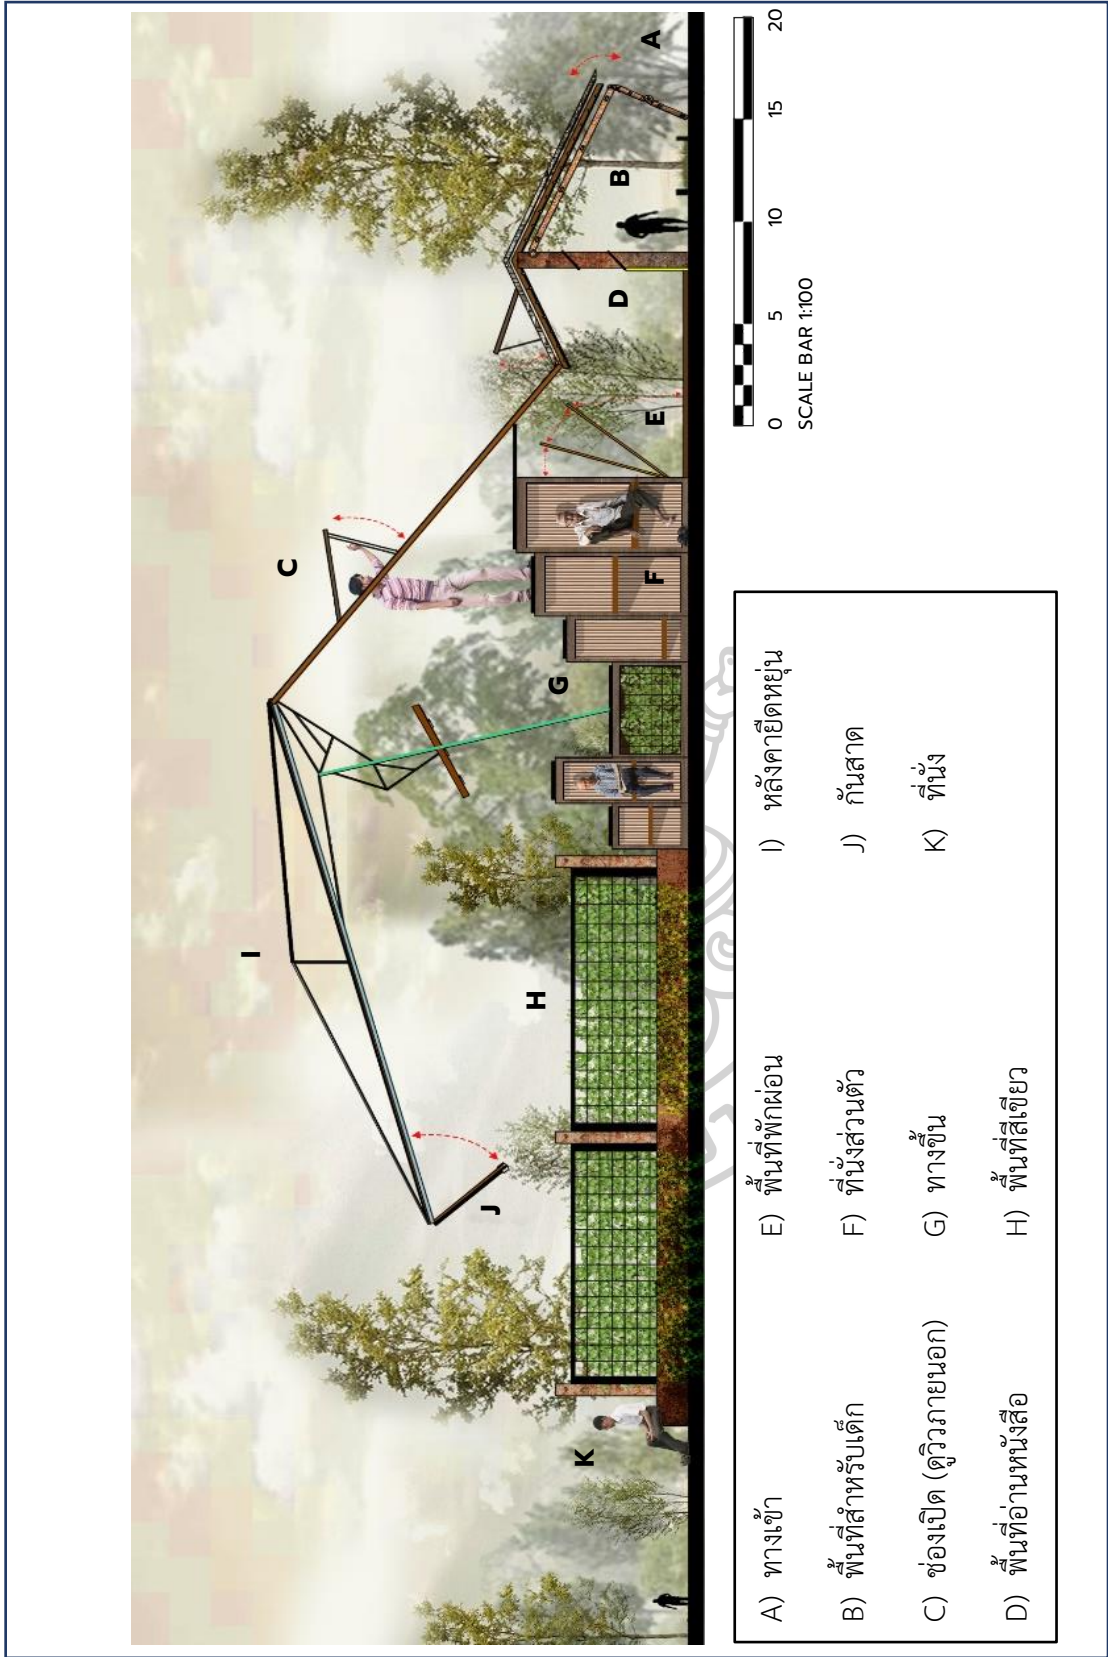 I
C
A
J
H
G
F
E
D
B
K
0 5 10 15 20
SCALE BAR 1:100
A) ทางเข้า
B) พื้นที่สำหรับเด็ก
C) ช่องเปิด (ดูวิวภายนอก)
D) พื้นที่อ่านหนังสือ
E) พื้นที่พักผ่อน
F) ที่นั่งส่วนตัว
G) ทางขึ้น
H) พื้นที่สีเขียว
I) หลังคายืดหยุ่น
J) กันสาด
K) ที่นั่ง